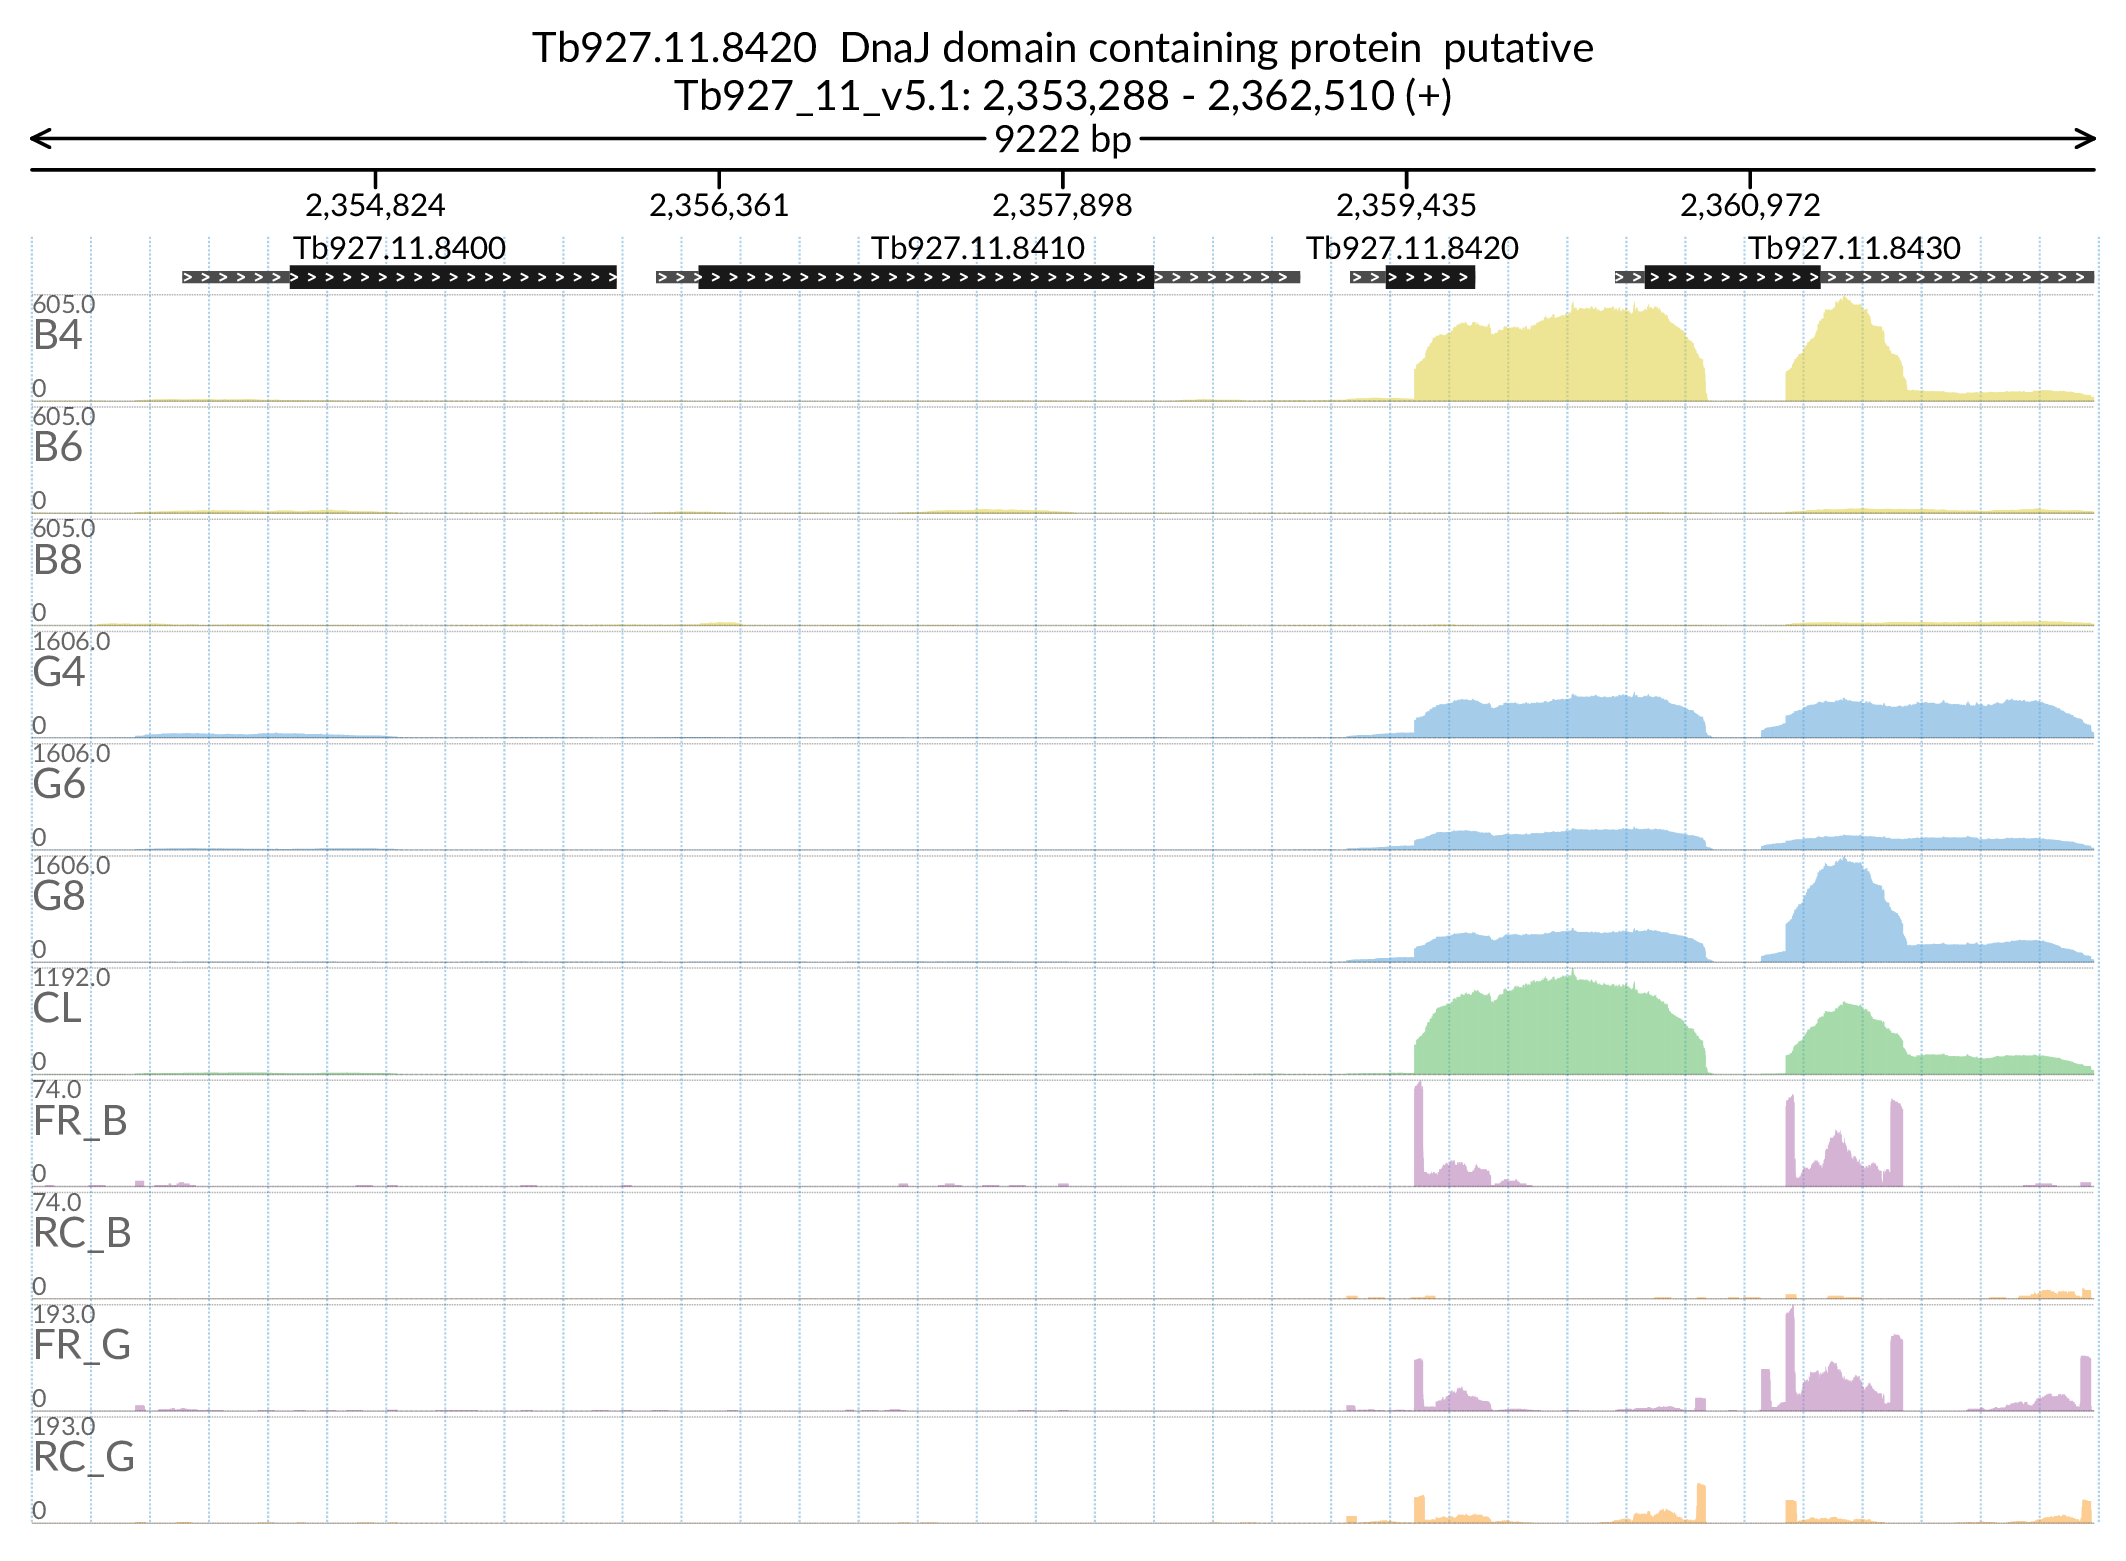 Tb927.11.8420  DnaJ domain containing protein  putative
Tb927_11_v5.1: 2,353,288 - 2,362,510 (+)
9222 bp
2,354,824 2,356,361 2,357,898 2,359,435 2,360,972
Tb927.11.8400 Tb927.11.8410 Tb927.11.8420 Tb927.11.8430
605.0
B4
0
605.0
B6
0
605.0
B8
0
1606.0
G4
0
1606.0
G6
0
1606.0
G8
0
1192.0
CL
0
74.0
FR_B
0
74.0
RC_B
0
193.0
FR_G
0
193.0
RC_G
0